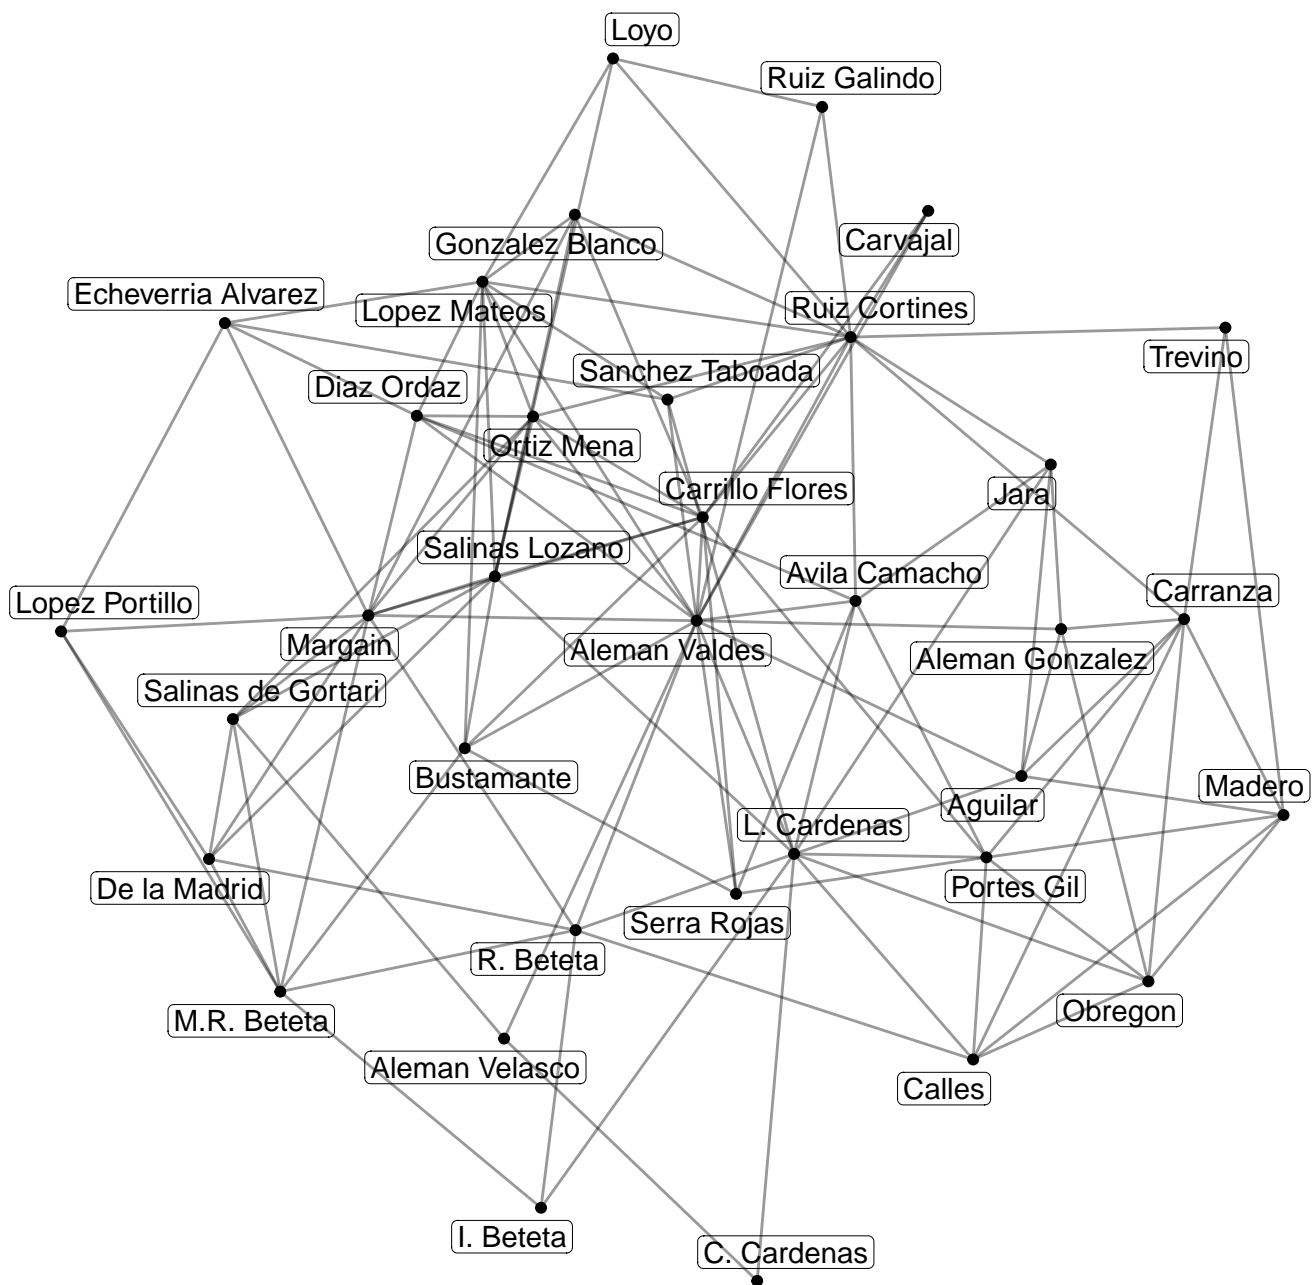 Loyo
Ruiz Galindo
Carvajal
Gonzalez Blanco
Echeverria Alvarez
Lopez Mateos
Ruiz Cortines
Trevino
Sanchez Taboada
Diaz Ordaz
Ortiz Mena
Carrillo Flores
Jara
Salinas Lozano
Avila Camacho
Carranza
Lopez Portillo
Margain
Aleman Valdes
Aleman Gonzalez
Salinas de Gortari
Bustamante
Aguilar
Madero
L. Cardenas
De la Madrid
Portes Gil
Serra Rojas
R. Beteta
M.R. Beteta
Obregon
Aleman Velasco
Calles
I. Beteta
C. Cardenas